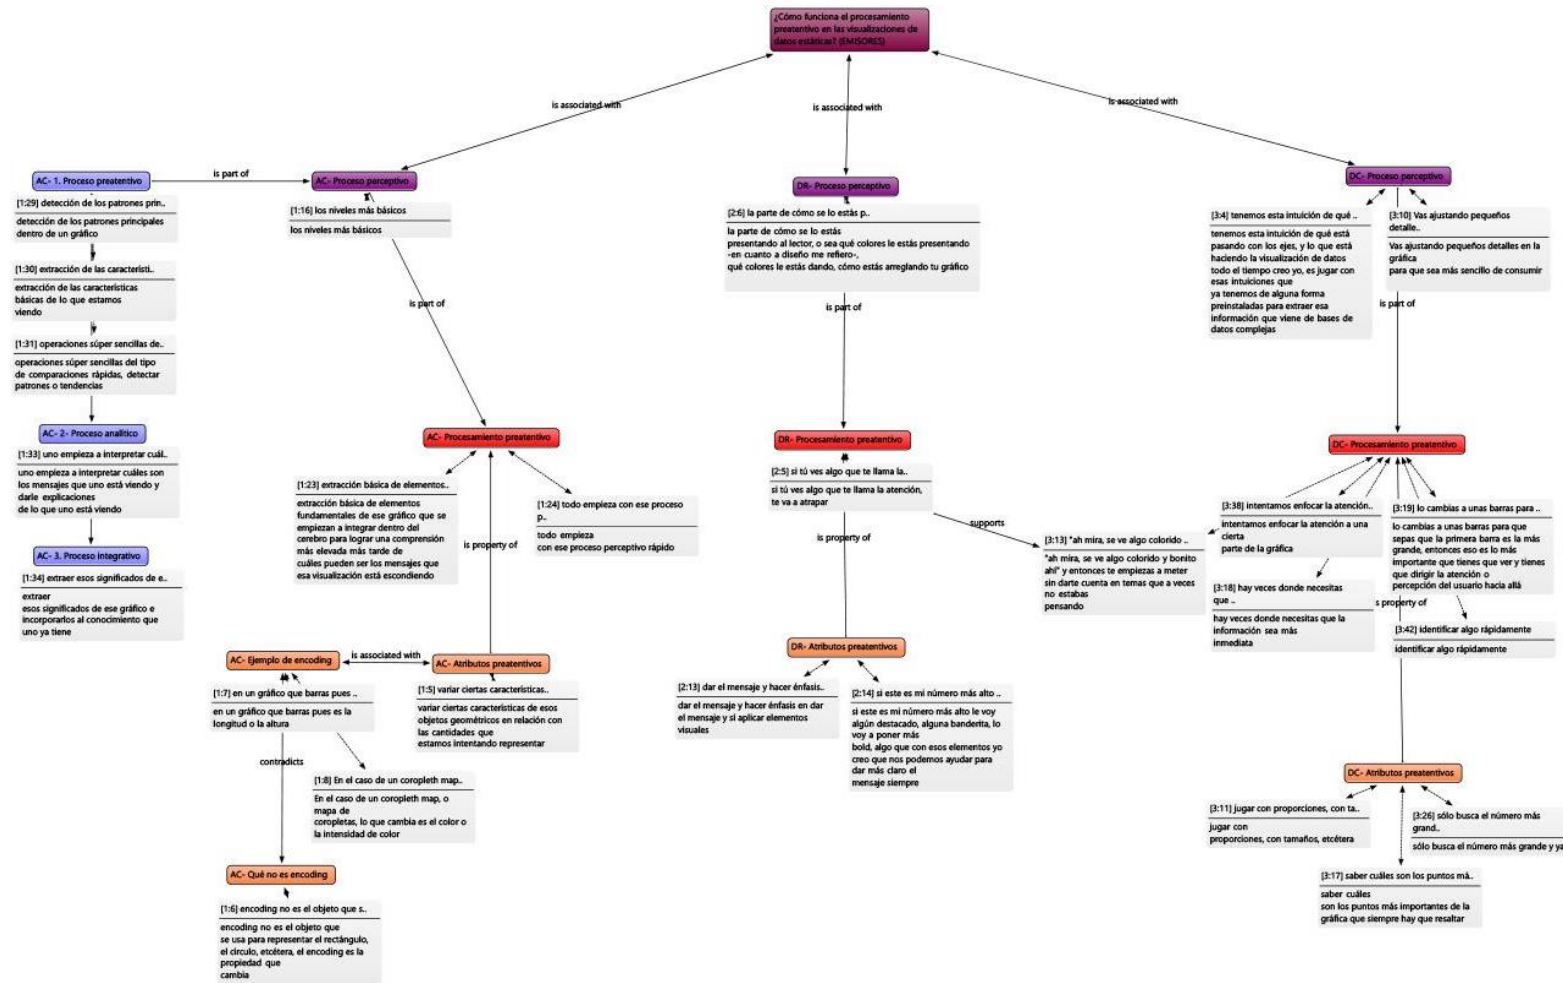 ¿Cómo funciona el procesamiento
preatentivo en las visualizaciones de
datos estáticas? (EMISORES)
is associated with
is associated with
is associated with
AC- 1. Proceso preatentivo
is part of
AC- Proceso perceptivo
DR- Proceso perceptivo
DC- Proceso perceptivo
[1:29] detección de los patrones prin..
detección de los patrones principales
dentro de un gráfico
[1:30] extracción de las característi..
extracción de las características
básicas de lo que estamos
viendo
[1:31] operaciones súper sencillas de..
operaciones súper sencillas del tipo
de comparaciones rápidas, detectar
patrones o tendencias
AC- 2- Proceso analítico
[1:33] uno empieza a interpretar cuál..
uno empieza a interpretar cuáles son
los mensajes que uno está viendo y
darle explicaciones
de lo que uno está viendo
AC- 3. Proceso integrativo
[1:34] extraer esos significados de e..
extraer
esos significados de ese gráfico e
incorporarlos al conocimiento que
uno ya tiene
[1:16] los niveles más básicos
los niveles más básicos
is part of
AC- Procesamiento preatentivo
[1:23] extracción básica de elementos..
extracción básica de elementos
fundamentales de ese gráfico que se
empiezan a integrar dentro del
cerebro para lograr una comprensión
más elevada más tarde de
cuáles pueden ser los mensajes que
esa visualización está escondiendo
[1:24] todo empieza con ese proceso
p..
todo empieza
con ese proceso perceptivo rápido
is property of
AC- Ejemplo de encoding
is associated with
AC- Atributos preatentivos
[1:7] en un gráfico que barras pues ..
en un gráfico que barras pues es la
longitud o la altura
[1:5] variar ciertas características..
variar ciertas características de esos
objetos geométricos en relación con
las cantidades que
estamos intentando representar
contradicts
[1:8] En el caso de un coropleth map..
En el caso de un coropleth map, o
mapa de
coropletas, lo que cambia es el color o
la intensidad de color
AC- Qué no es encoding
[1:6] encoding no es el objeto que s..
encoding no es el objeto que
se usa para representar el rectángulo,
el círculo, etcétera, el encoding es la
propiedad que
cambia
[2:6] la parte de cómo se lo estás p..
la parte de cómo se lo estás
presentando al lector, o sea qué colores le estás presentando
-en cuanto a diseño me refiero-,
qué colores le estás dando, cómo estás arreglando tu gráfico
is part of
DR- Procesamiento preatentivo
[2:5] si tú ves algo que te llama la..
si tú ves algo que te llama la atención,
te va a atrapar
supports
is property of
DR- Atributos preatentivos
[2:13] dar el mensaje y hacer énfasis..
dar el mensaje y hacer énfasis en dar
el mensaje y si aplicar elementos
visuales
[2:14] si este es mi número más alto ..
si este es mi número más alto le voy
algún destacado, alguna banderita, lo
voy a poner más
bold, algo que con esos elementos yo
creo que nos podemos ayudar para
dar más claro el
mensaje siempre
[3:4] tenemos esta intuición de qué ..
tenemos esta intuición de qué está
pasando con los ejes, y lo que está
haciendo la visualización de datos
todo el tiempo creo yo, es jugar con
esas intuiciones que
ya tenemos de alguna forma
preinstaladas para extraer esa
información que viene de bases de
datos complejas
[3:10] Vas ajustando pequeños
detalle..
Vas ajustando pequeños detalles en la
gráfica
para que sea más sencillo de consumir
is part of
DC- Procesamiento preatentivo
[3:38] intentamos enfocar la atención..
intentamos enfocar la atención a una
cierta
parte de la gráfica
[3:19] lo cambias a unas barras para ..
lo cambias a unas barras para que
sepas que la primera barra es la más
grande, entonces eso es lo más
importante que tienes que ver y tienes
que dirigir la atención o
percepción del usuario hacia allá
[3:13] "ah mira, se ve algo colorido ..
"ah mira, se ve algo colorido y bonito
ahí" y entonces te empiezas a meter
sin darte cuenta en temas que a veces
no estabas
pensando
[3:18] hay veces donde necesitas
que ..
hay veces donde necesitas que la
información sea más
inmediata
s property of
[3:42] identificar algo rápidamente
identificar algo rápidamente
DC- Atributos preatentivos
[3:11] jugar con proporciones, con ta..
jugar con
proporciones, con tamaños, etcétera
[3:26] sólo busca el número más
grand..
sólo busca el número más grande y ya
[3:17] saber cuáles son los puntos má..
saber cuáles
son los puntos más importantes de la
gráfica que siempre hay que resaltar